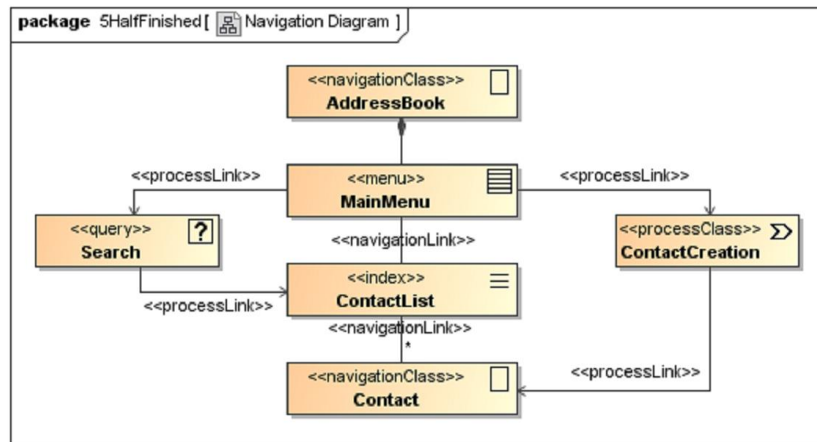 package 5HalfFinished [ Navigation Diagram ]
<<navigationClass>>
AddressBook
<<processLink>>
<<menu>>
MainMenu
<<processLink>>
<<query>>
?
Search
<<navigationLink>>
<<processClass>>
ContactCreation
<<processLink>>
<<index>>
ContactList
<<navigationLink>>
*
<<navigationClass>>
Contact
<<processLink>>